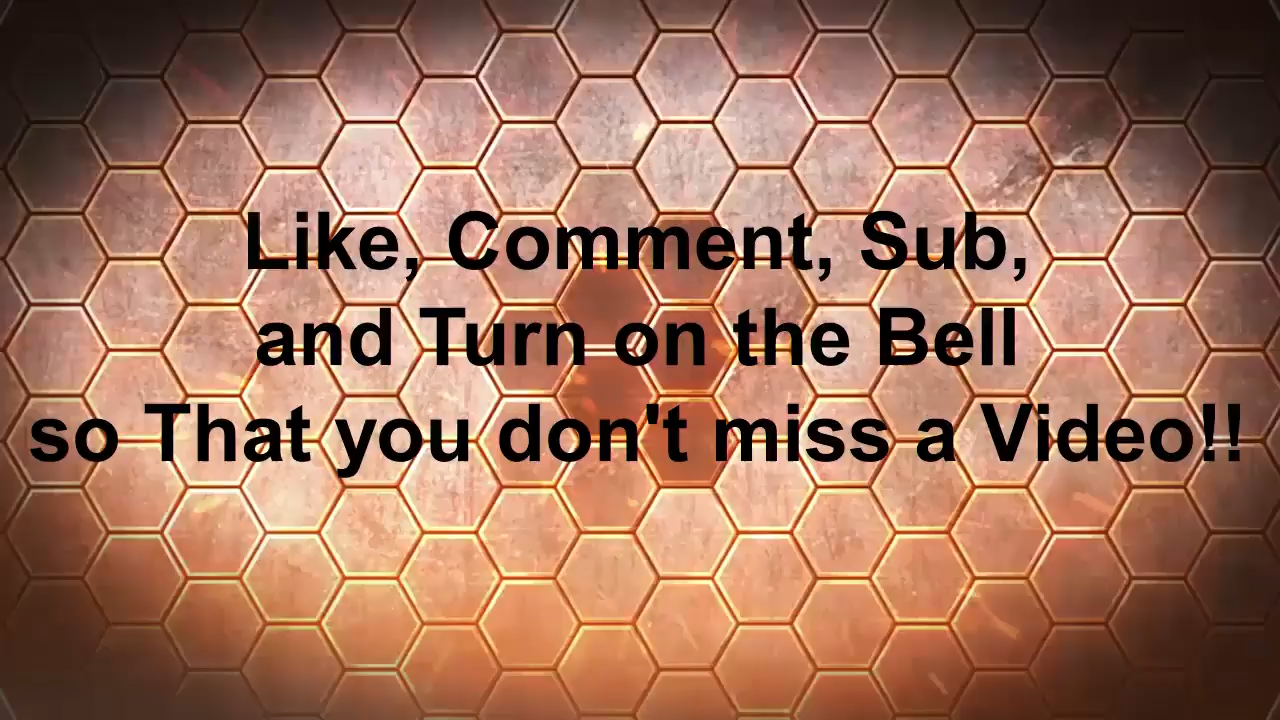 Like, Comment, Sub,
and Turn on the Bell
so That you don't miss a Video!!